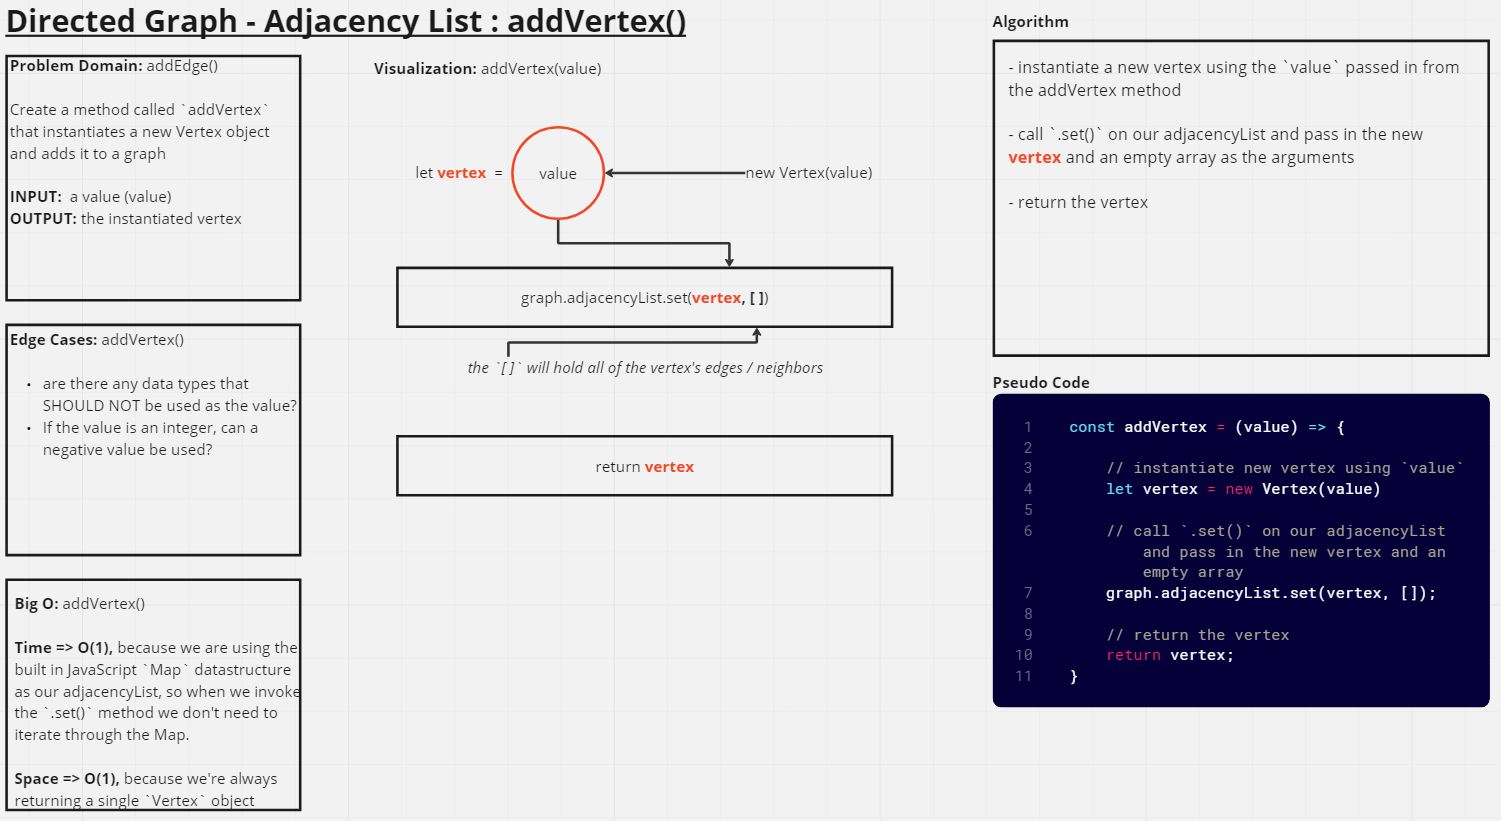 Directed Graph - Adjacency List : addVertex()
Problem Domain: addEdge()
Create a method called `addVertex`
that instantiates a new Vertex object
and adds it to a graph
INPUT:  a value (value)
OUTPUT: the instantiated vertex
Edge Cases: addVertex()
• are there any data types that
SHOULD NOT be used as the value?
• If the value is an integer, can a
negative value be used?
Big O: addVertex()
Time => O(1), because we are using the
built in JavaScript `Map` datastructure
as our adjacencyList, so when we invoke
the `.set()` method we don't need to
iterate through the Map.
Space => O(1), because we're always
returning a single `Vertex` object
Visualization: addVertex(value)
let vertex = value new Vertex(value)
graph.adjacencyList.set(vertex, [ ])
the `[ ]` will hold all of the vertex's edges / neighbors
return vertex
Algorithm
- instantiate a new vertex using the `value` passed in from
the addVertex method
- call `.set()` on our adjacencyList and pass in the new
vertex and an empty array as the arguments
- return the vertex
Pseudo Code
1 const addVertex = (value) => {
2
3 // instantiate new vertex using `value`
4 let vertex = new Vertex(value)
5
6 // call `.set()` on our adjacencyList
and pass in the new vertex and an
empty array
7 graph.adjacencyList.set(vertex, []);
8
9 // return the vertex
10 return vertex;
11 }